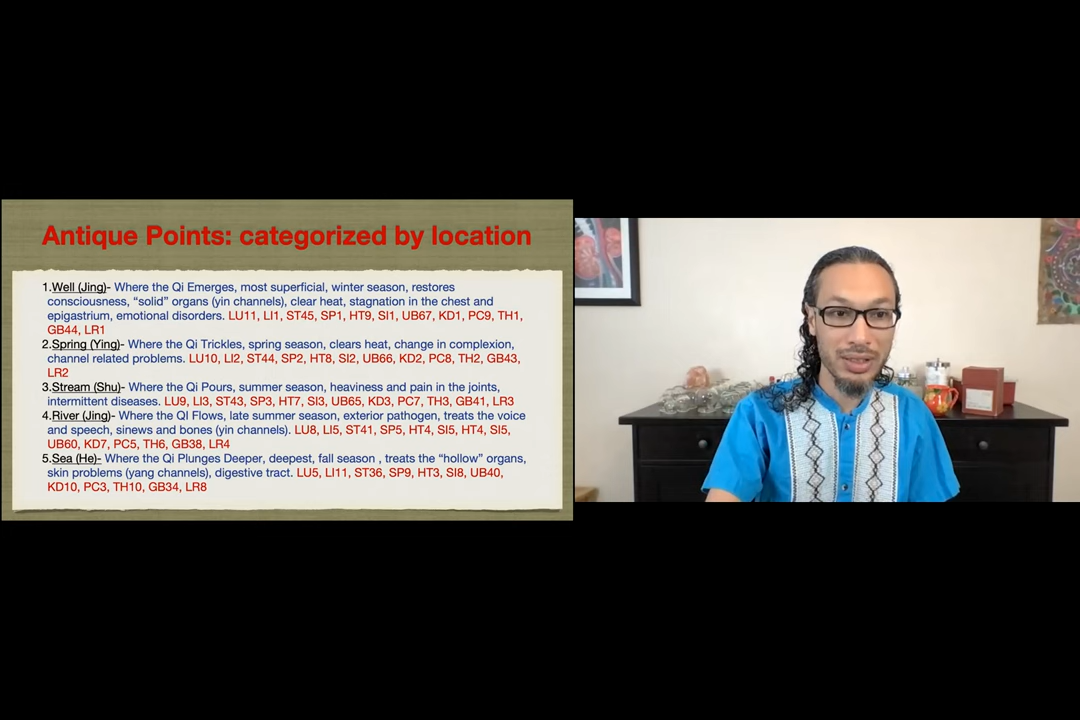 Antique Points: categorized by location
1.Well (Jing)- Where the Qi Emerges, most superficial, winter season, restores
consciousness, “solid” organs (yin channels), clear heat, stagnation in the chest and
epigastrium, emotional disorders. LU11, LI1, ST45, SP1, HT9, SI1, UB67, KD1, PC9, TH1,
GB44, LR1
2.Spring (Ying)- Where the Qi Trickles, spring season, clears heat, change in complexion,
channel related problems. LU10, LI2, ST44, SP2, HT8, SI2, UB66, KD2, PC8, TH2, GB43,
LR2
3.Stream (Shu)- Where the Qi Pours, summer season, heaviness and pain in the joints,
intermittent diseases. LU9, LI3, ST43, SP3, HT7, SI3, UB65, KD3, PC7, TH3, GB41, LR3
4.River (Jing)- Where the QI Flows, late summer season, exterior pathogen, treats the voice
and speech, sinews and bones (yin channels). LU8, LI5, ST41, SP5, HT4, SI5, HT4, SI5,
UB60, KD7, PC5, TH6, GB38, LR4
5.Sea (He)- Where the Qi Plunges Deeper, deepest, fall season , treats the “hollow” organs,
skin problems (yang channels), digestive tract. LU5, LI11, ST36, SP9, HT3, SI8, UB40,
KD10, PC3, TH10, GB34, LR8